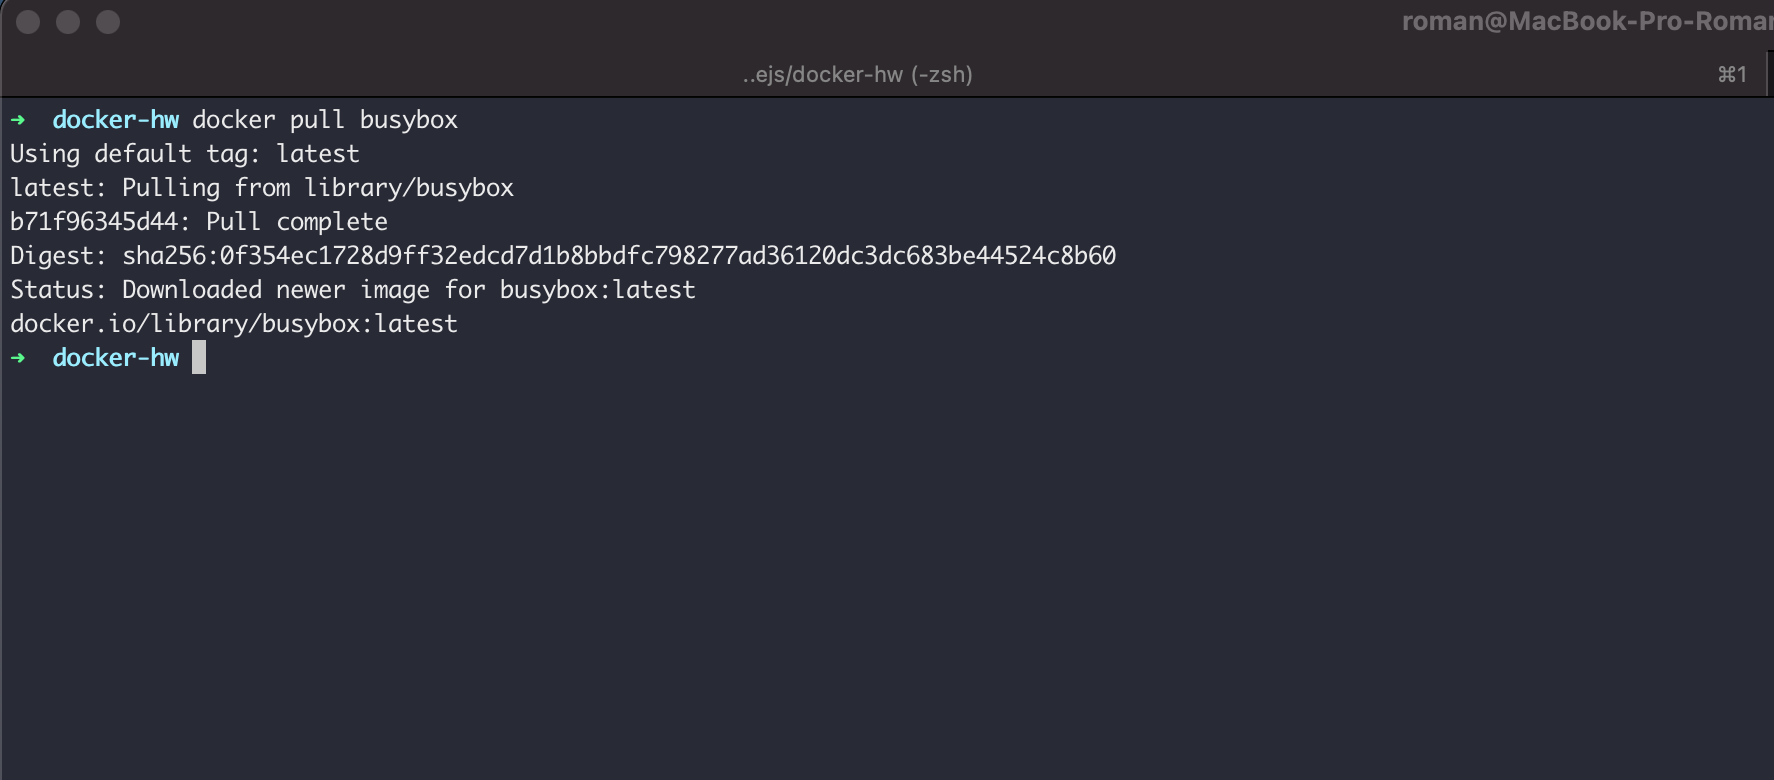 roman@MacBook-Pro-Roman
..ejs/docker-hw (-zsh) ⌘1
➜ docker-hw docker pull busybox
Using default tag: latest
latest: Pulling from library/busybox
b71f96345d44: Pull complete
Digest: sha256:0f354ec1728d9ff32edcd7d1b8bbdfc798277ad36120dc3dc683be44524c8b60
Status: Downloaded newer image for busybox:latest
docker.io/library/busybox:latest
➜ docker-hw